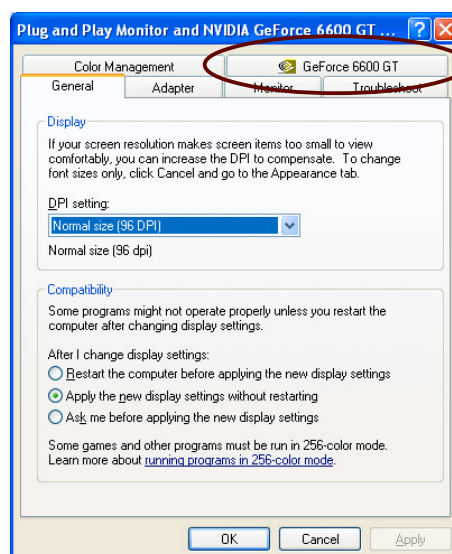 Plug and Play Monitor and NVIDIA GeForce 6600 GT ...
Color Management
GeForce 6600 GT
General
Adapter
Monitor
Troubleshoot
Display
If your screen resolution makes screen items too small to view
comfortably, you can increase the DPI to compensate. To change
font sizes only, click Cancel and go to the Appearance tab.
DPI setting:
Normal size (96 DPI)
Normal size (96 dpi)
Compatibility
Some programs might not operate properly unless you restart the
computer after changing display settings.
After I change display settings:
Restart the computer before applying the new display settings
Apply the new display settings without restarting
Ask me before applying the new display settings
Some games and other programs must be run in 256-color mode.
Learn more about running programs in 256-color mode.
OK
Cancel
Apply